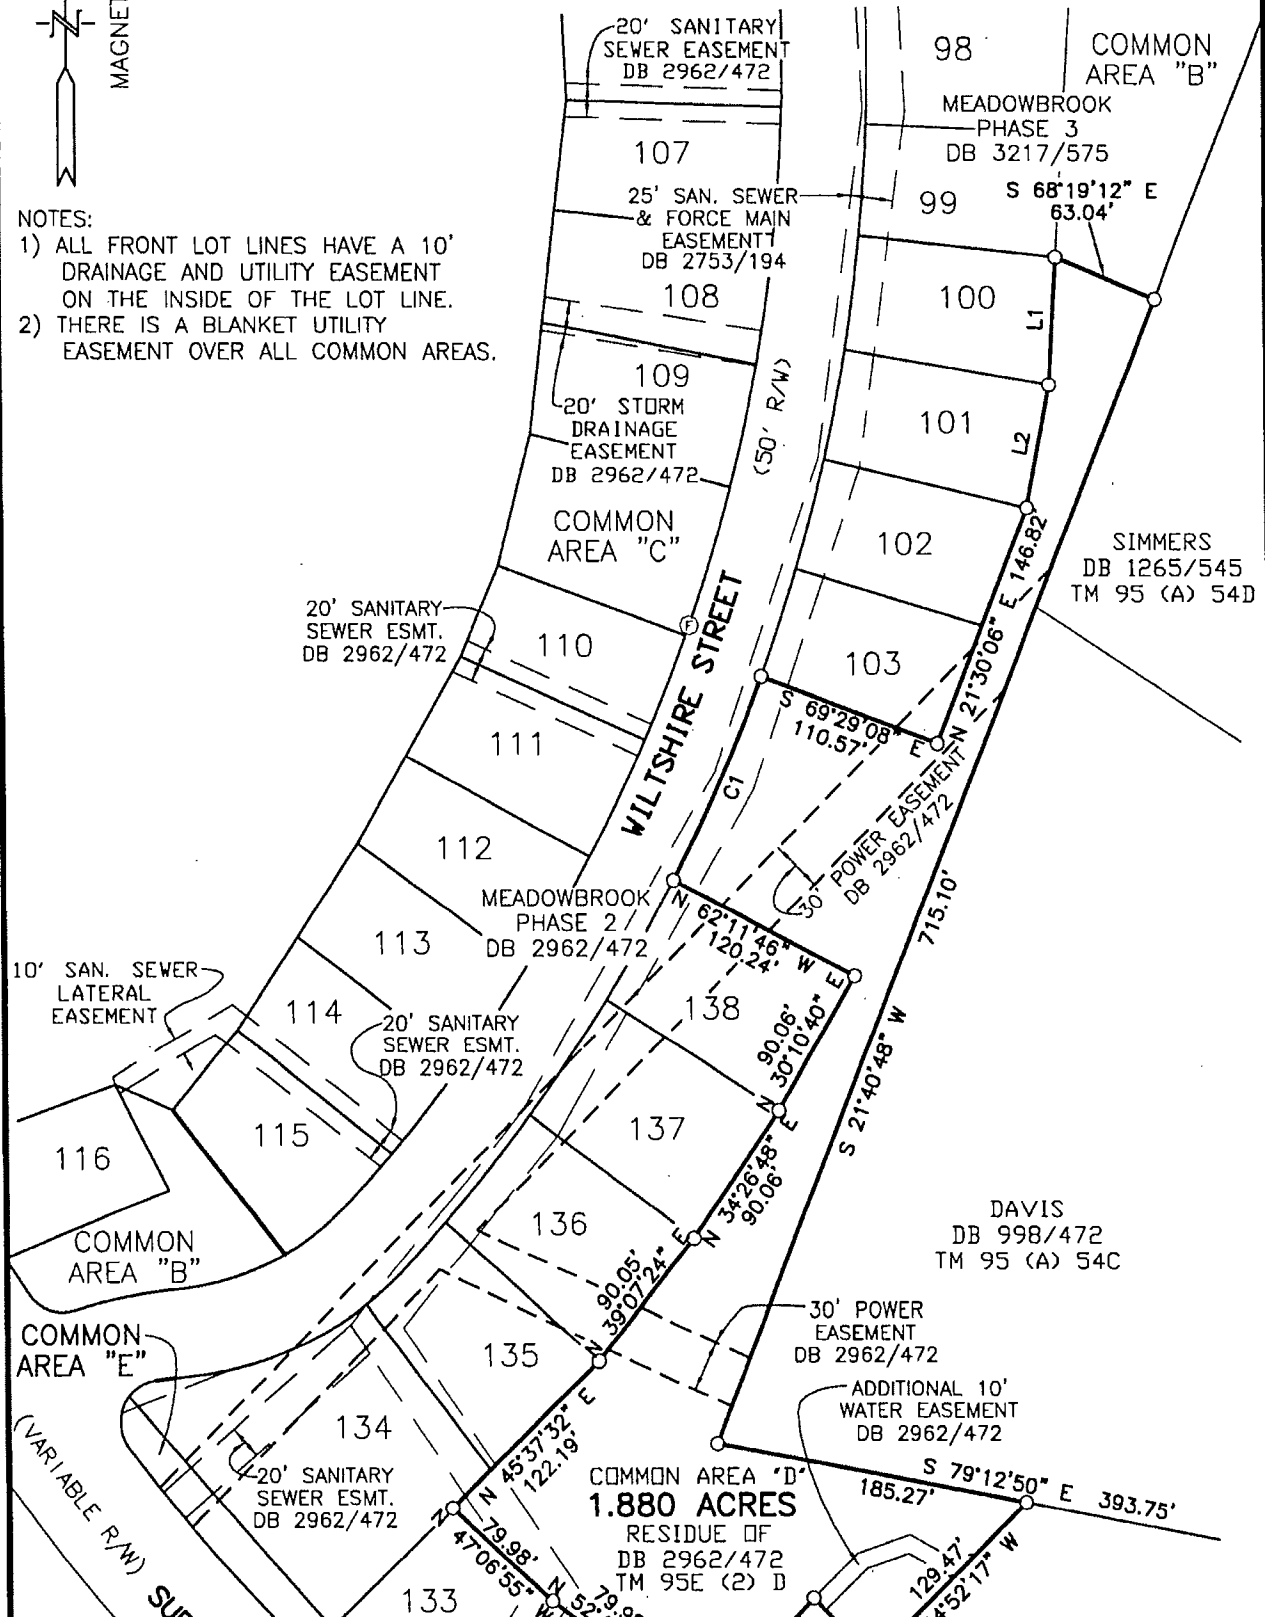 N
MAGNET
20' SANITARY
SEWER EASEMENT
DB 2962/472
98
COMMON
AREA "B"
MEADOWBROOK
PHASE 3
DB 3217/575
107
S 68°19'12" E
63.04'
25' SAN. SEWER
& FORCE MAIN
EASEMENT
DB 2753/194
99
NOTES:
1) ALL FRONT LOT LINES HAVE A 10'
DRAINAGE AND UTILITY EASEMENT
ON THE INSIDE OF THE LOT LINE.
2) THERE IS A BLANKET UTILITY
EASEMENT OVER ALL COMMON AREAS.
108
100
L1
109
(50' R/W)
20' STORM
DRAINAGE
EASEMENT
DB 2962/472
101
L2
COMMON
AREA "C"
102
N 21°30'06" E 146.82'
SIMMERS
DB 1265/545
TM 95 (A) 54D
20' SANITARY
SEWER ESMT.
DB 2962/472
110
F
WILTSHIRE STREET
103
S 69°29'08" E
110.57'
111
C1
30' POWER EASEMENT
DB 2962/472
112
715.10'
S 21°40'48" W
MEADOWBROOK
PHASE 2
DB 2962/472
N 62°11'46" W
120.24'
113
10' SAN. SEWER
LATERAL
EASEMENT
114
138
90.06'
N 30°10'40" E
20' SANITARY
SEWER ESMT.
DB 2962/472
115
137
116
N 34°26'48" E
90.06'
136
DAVIS
DB 998/472
TM 95 (A) 54C
COMMON
AREA "B"
90.05'
N 39°07'24" E
30' POWER
EASEMENT
DB 2962/472
COMMON
AREA "E"
135
ADDITIONAL 10'
WATER EASEMENT
DB 2962/472
134
N 45°37'32" E
122.19'
(VARIABLE R/W)
20' SANITARY
SEWER ESMT.
DB 2962/472
COMMON AREA "D"
1.880 ACRES
RESIDUE OF
DB 2962/472
TM 95E (2) D
S 79°12'50" E 393.75'
185.27'
79.98'
N 47°06'55" W
129.47'
4°52'17" W
133
N 52°